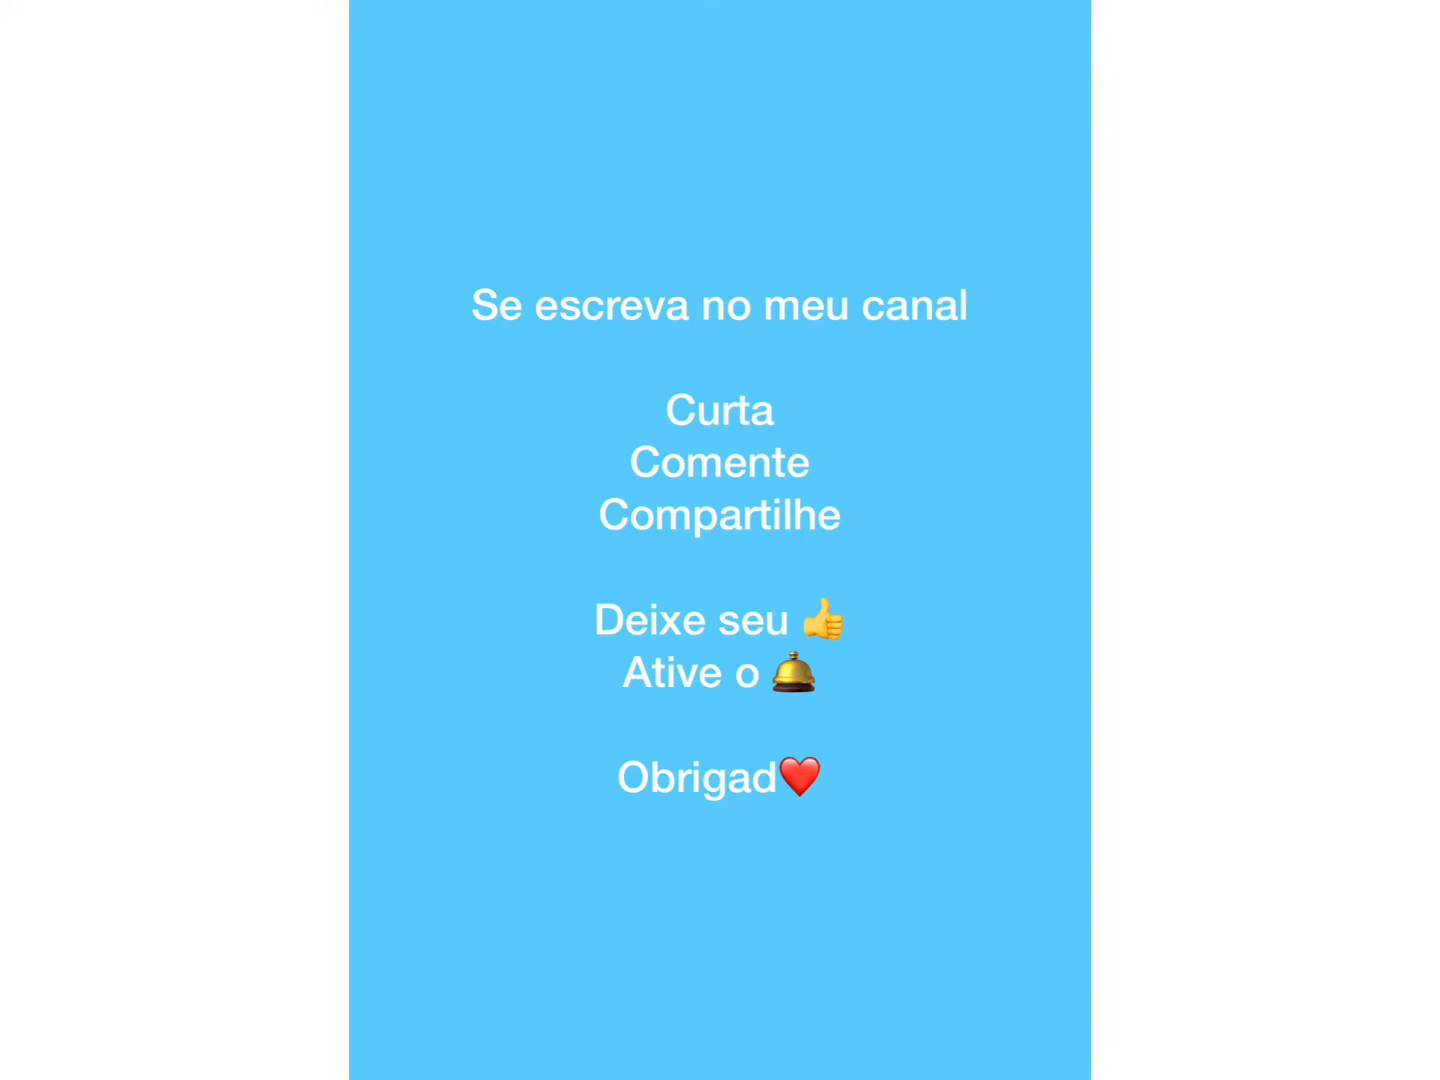 Se escreva no meu canal
Curta
Comente
Compartilhe
Deixe seu 👍
Ative o 🛎️
Obrigad❤️